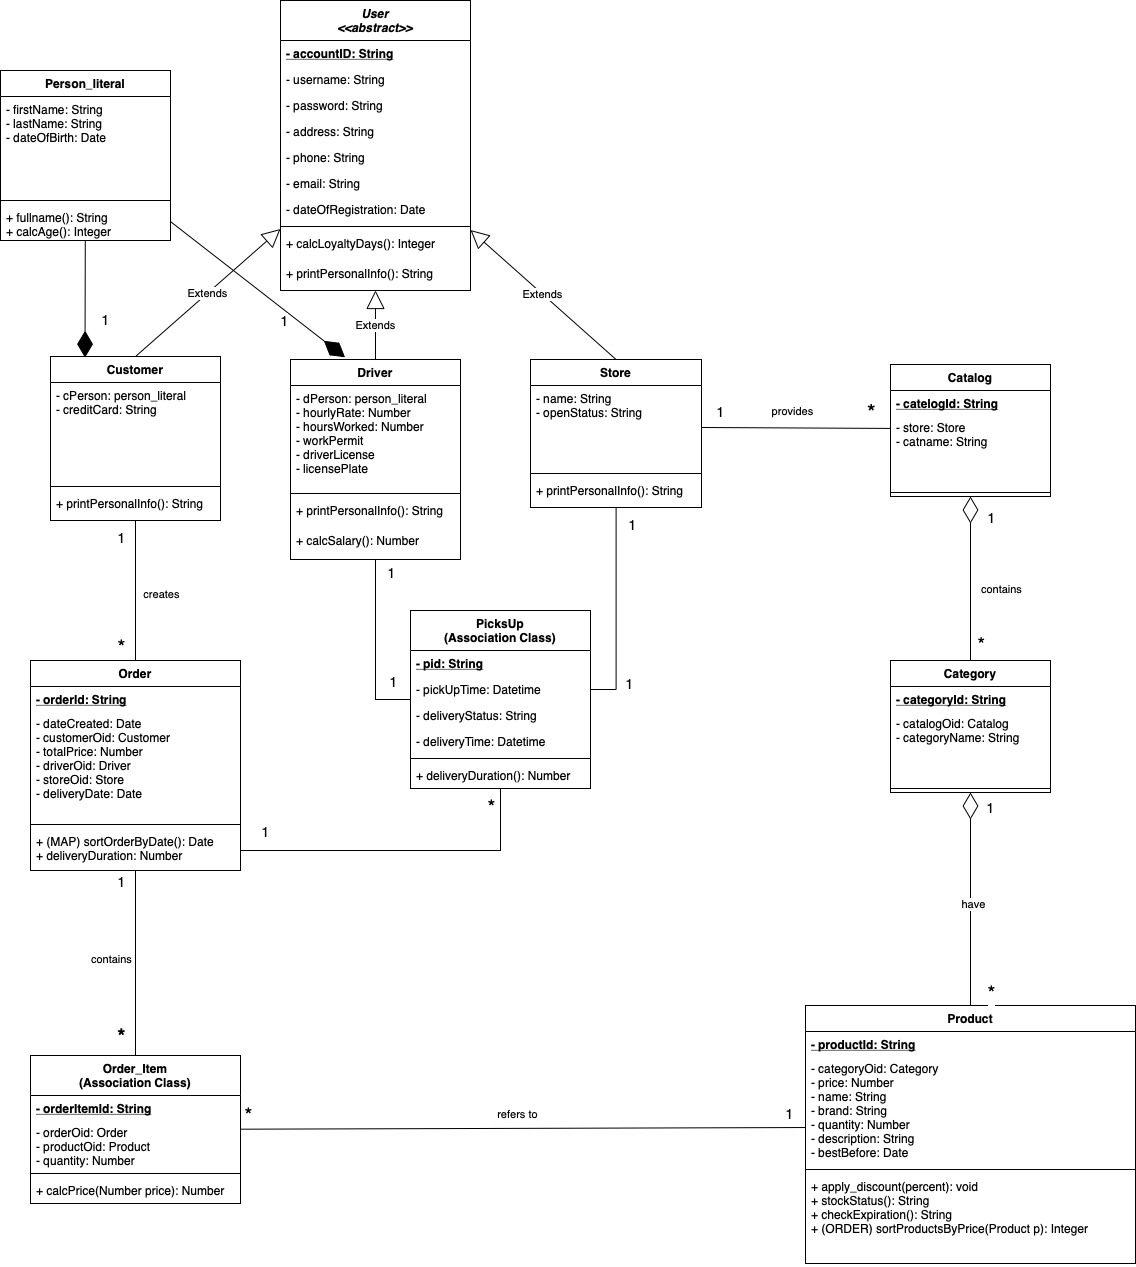 User
<<abstract>>
- accountID: String
- username: String
- password: String
- address: String
- phone: String
- email: String
- dateOfRegistration: Date
+ calcLoyaltyDays(): Integer
+ printPersonalInfo(): String
Person_literal
- firstName: String
- lastName: String
- dateOfBirth: Date
+ fullname(): String
+ calcAge(): Integer
Extends
Extends
Extends
1
1
Customer
- cPerson: person_literal
- creditCard: String
+ printPersonalInfo(): String
Driver
- dPerson: person_literal
- hourlyRate: Number
- hoursWorked: Number
- workPermit
- driverLicense
- licensePlate
+ printPersonalInfo(): String
+ calcSalary(): Number
Store
- name: String
- openStatus: String
+ printPersonalInfo(): String
1
provides
*
Catalog
- catelogId: String
- store: Store
- catname: String
1
creates
*
1
1
1
1
1
contains
*
PicksUp
(Association Class)
- pid: String
- pickUpTime: Datetime
- deliveryStatus: String
- deliveryTime: Datetime
+ deliveryDuration(): Number
Order
- orderId: String
- dateCreated: Date
- customerOid: Customer
- totalPrice: Number
- driverOid: Driver
- storeOid: Store
- deliveryDate: Date
+ (MAP) sortOrderByDate(): Date
+ deliveryDuration: Number
Category
- categoryId: String
- catalogOid: Catalog
- categoryName: String
*
1
1
contains
*
1
have
*
Order_Item
(Association Class)
- orderItemId: String
- orderOid: Order
- productOid: Product
- quantity: Number
+ calcPrice(Number price): Number
*
refers to
1
Product
- productId: String
- categoryOid: Category
- price: Number
- name: String
- brand: String
- quantity: Number
- description: String
- bestBefore: Date
+ apply_discount(percent): void
+ stockStatus(): String
+ checkExpiration(): String
+ (ORDER) sortProductsByPrice(Product p): Integer